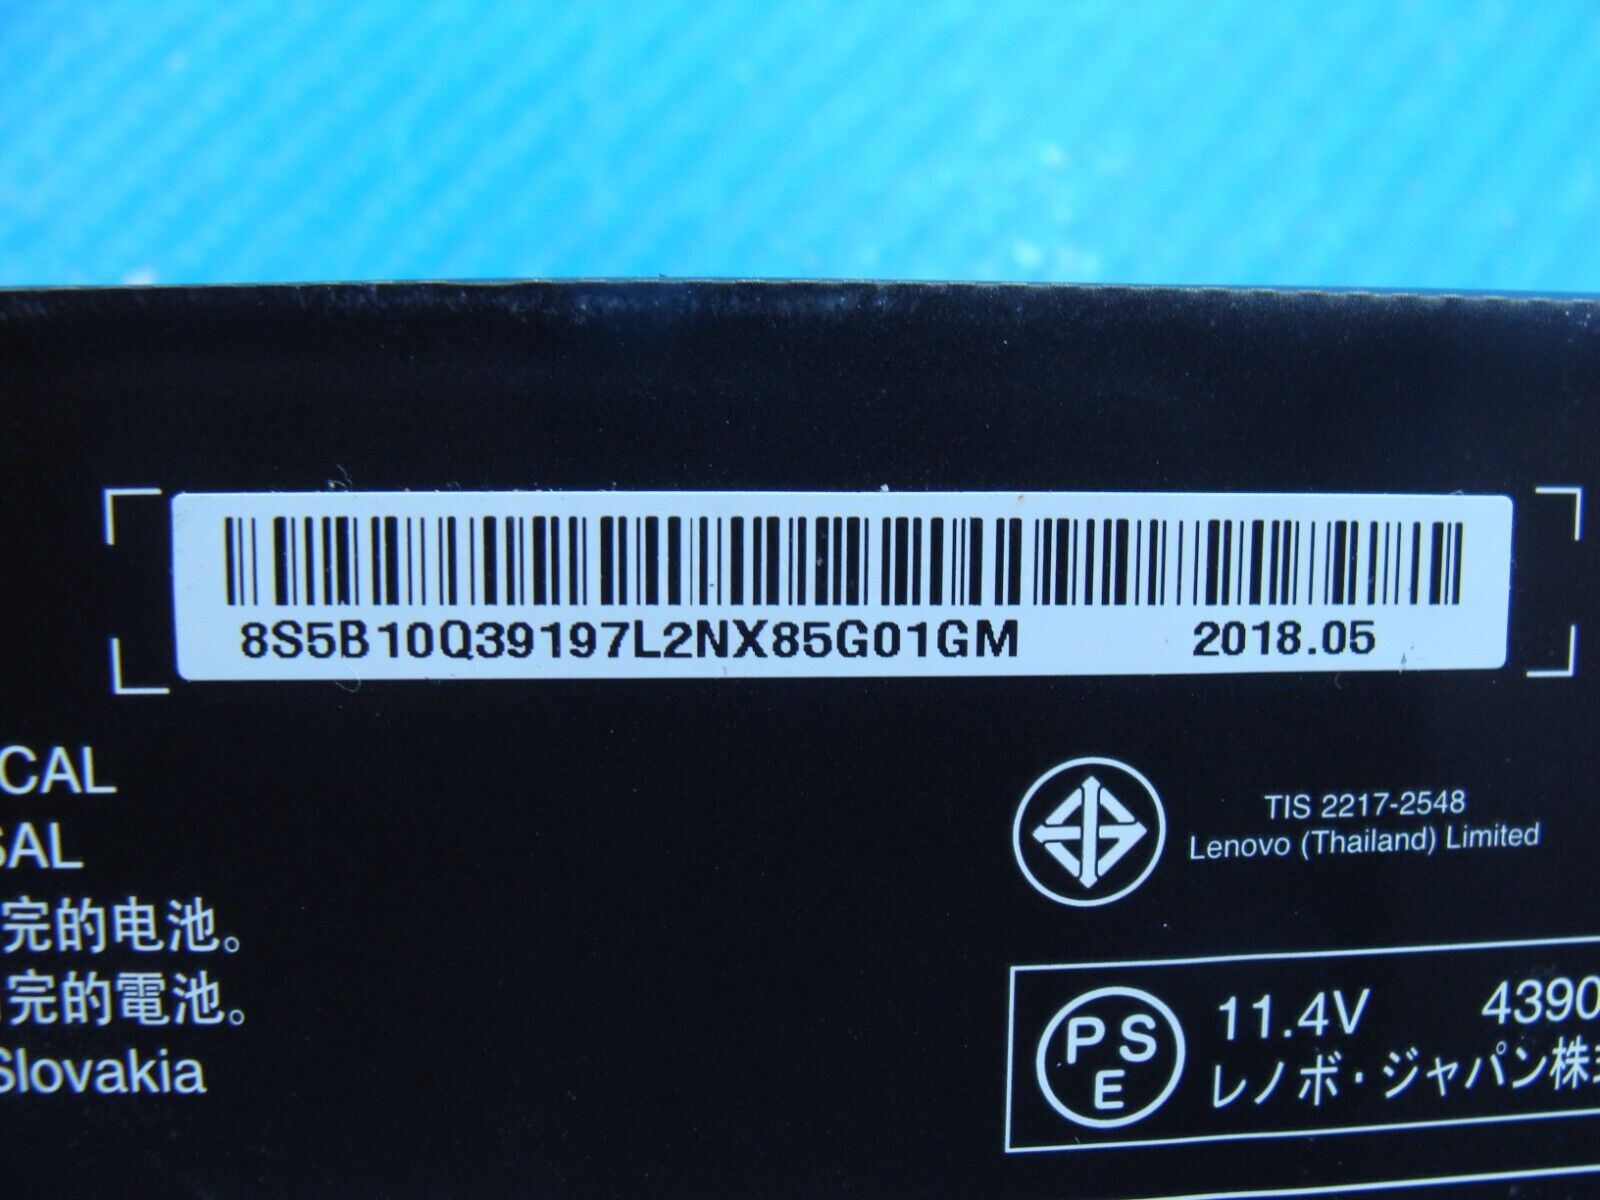 8S5B10Q39197L2NX85G01GM 2018.05
CAL
SAL
完的电池。
完的電池。
Slovakia
TIS 2217-2548
Lenovo (Thailand) Limited
PSE
11.4V 4390
レノボ・ジャパン株